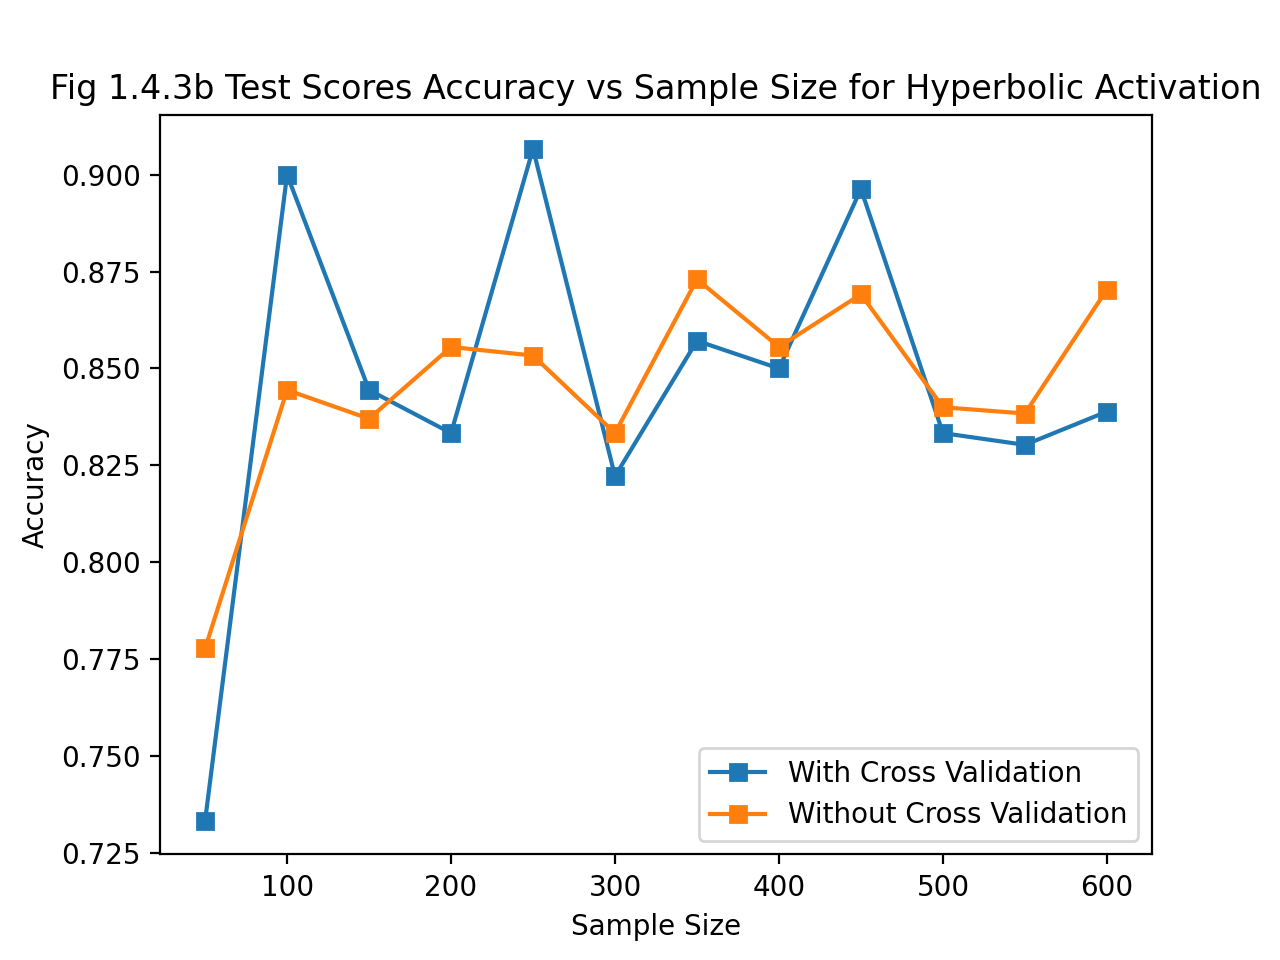 Fig 1.4.3b Test Scores Accuracy vs Sample Size for Hyperbolic Activation
0.900
0.875
0.850
0.825
0.800
0.775
0.750
0.725
Accuracy
With Cross Validation
Without Cross Validation
100 200 300 400 500 600
Sample Size